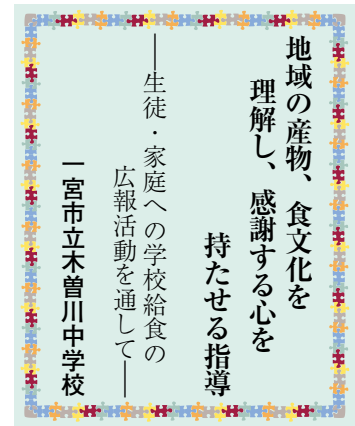 地域の産物、食文化を
理解し、感謝する心を
持たせる指導
──生徒・家庭への学校給食の
広報活動を通して──
一宮市立木曽川中学校